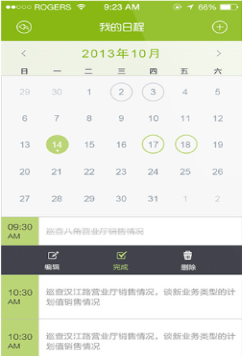 ROGERS 9:23 AM 66%
我的日程
2013年10月
日 一 二 三 四 五 六
29 30 1 2 3 4 5
6 7 8 9 10 11 12
13 14 15 16 17 18 19
20 21 22 23 24 25 26
27 28 29 30 31 1 2
09:30 巡查八角营业厅销售情况
AM
编辑 完成 删除
10:30 巡查汉江路营业厅销售情况。新业务类型的计
AM 划值销售情况
10:30 巡查汉江路营业厅销售情况。新业务类型的计
AM 划值销售情况